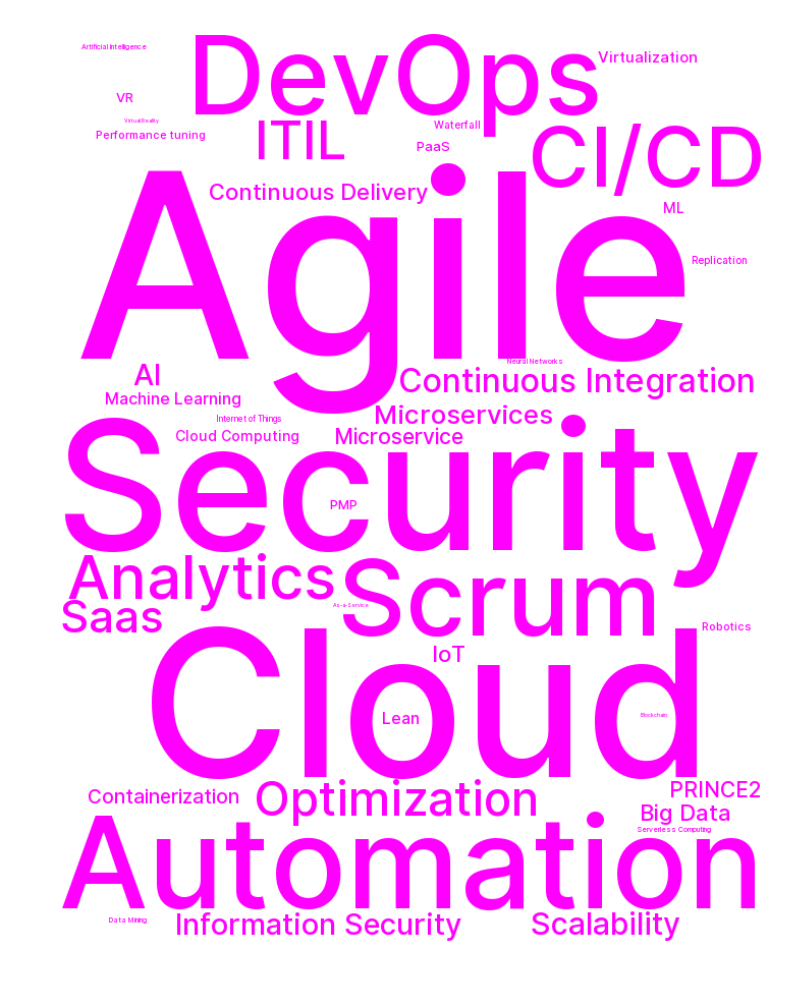 Artificial Intelligence
DevOps
Virtualization
VR
Virtual Reality
Performance tuning
ITIL
Waterfall
PaaS
CI/CD
Continuous Delivery
ML
Agile
Replication
Neural Networks
AI
Continuous Integration
Machine Learning
Internet of Things
Microservices
Cloud Computing
Microservice
Security
PMP
Analytics
Scrum
As-a-Service
Saas
Robotics
IoT
Cloud
Lean
Blockchain
Containerization
Optimization
PRINCE2
Big Data
Serverless Computing
Automation
Data Mining
Information Security
Scalability